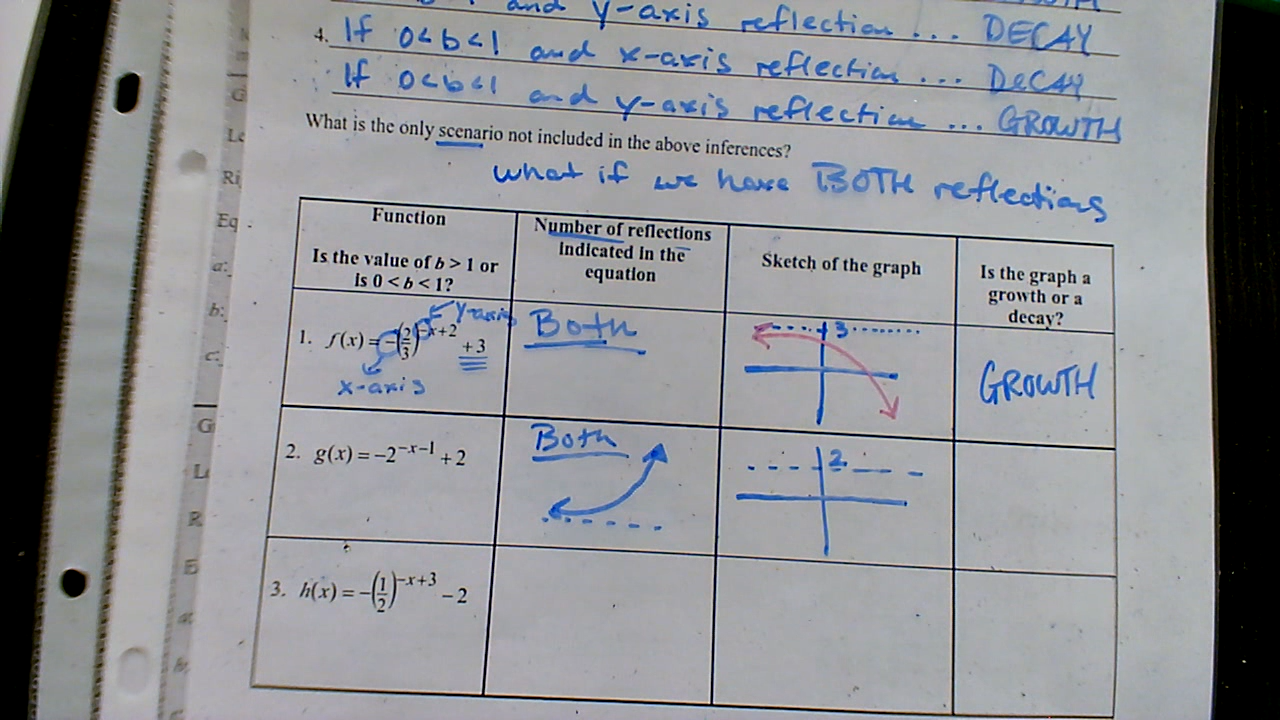 and y-axis reflection ... DECAY
4. If 0<b<1 and x-axis reflection ... DECAY
If 0<b<1 and y-axis reflection ... GROWTH
What is the only scenario not included in the above inferences?
what if we have BOTH reflections
Function
Is the value of b > 1 or
is 0 < b < 1?
Number of reflections
indicated in the
equation
Sketch of the graph
Is the graph a
growth or a
decay?
1. f(x) = -(2/3)^(-x+2) +3
y-axis
x-axis
Both
3
GROWTH
2. g(x) = -2^(-x-1) + 2
Both
2
3. h(x) = -(1/2)^(-x+3) - 2
G
Le
Ri
Eq
a:
b:
c:
G
L
R